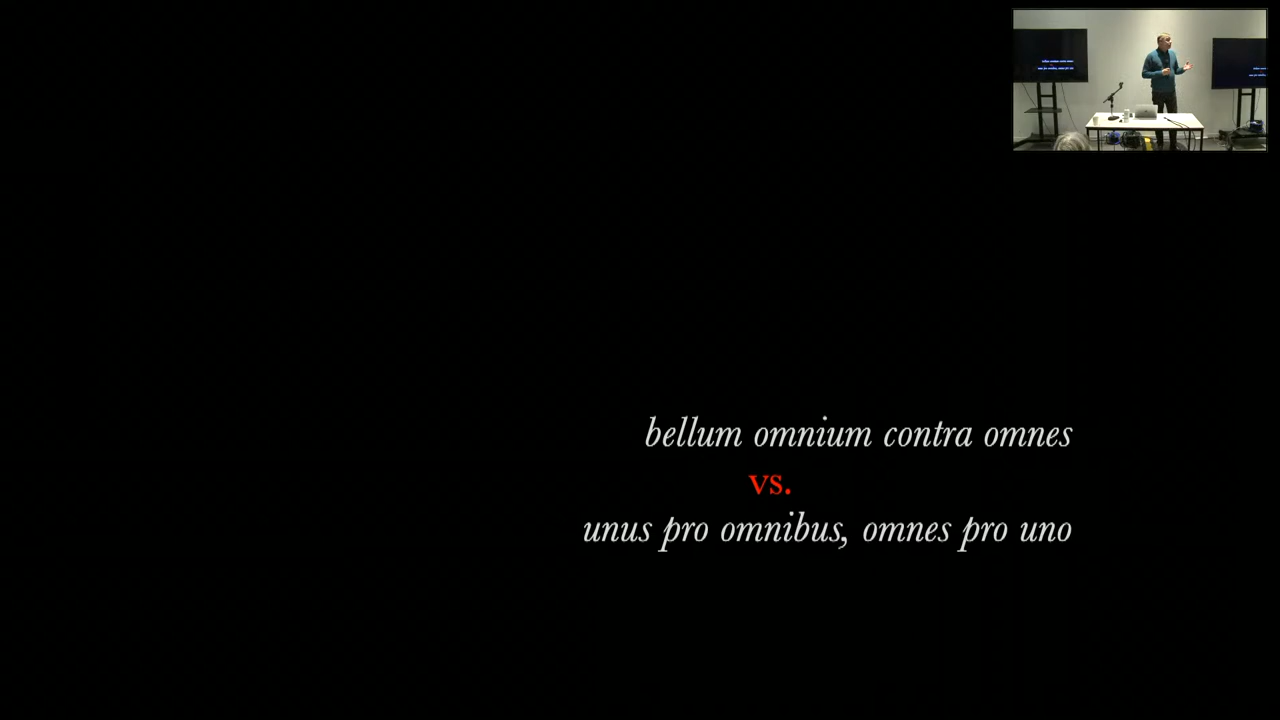 bellum omnium contra omnes
vs.
unus pro omnibus, omnes pro uno